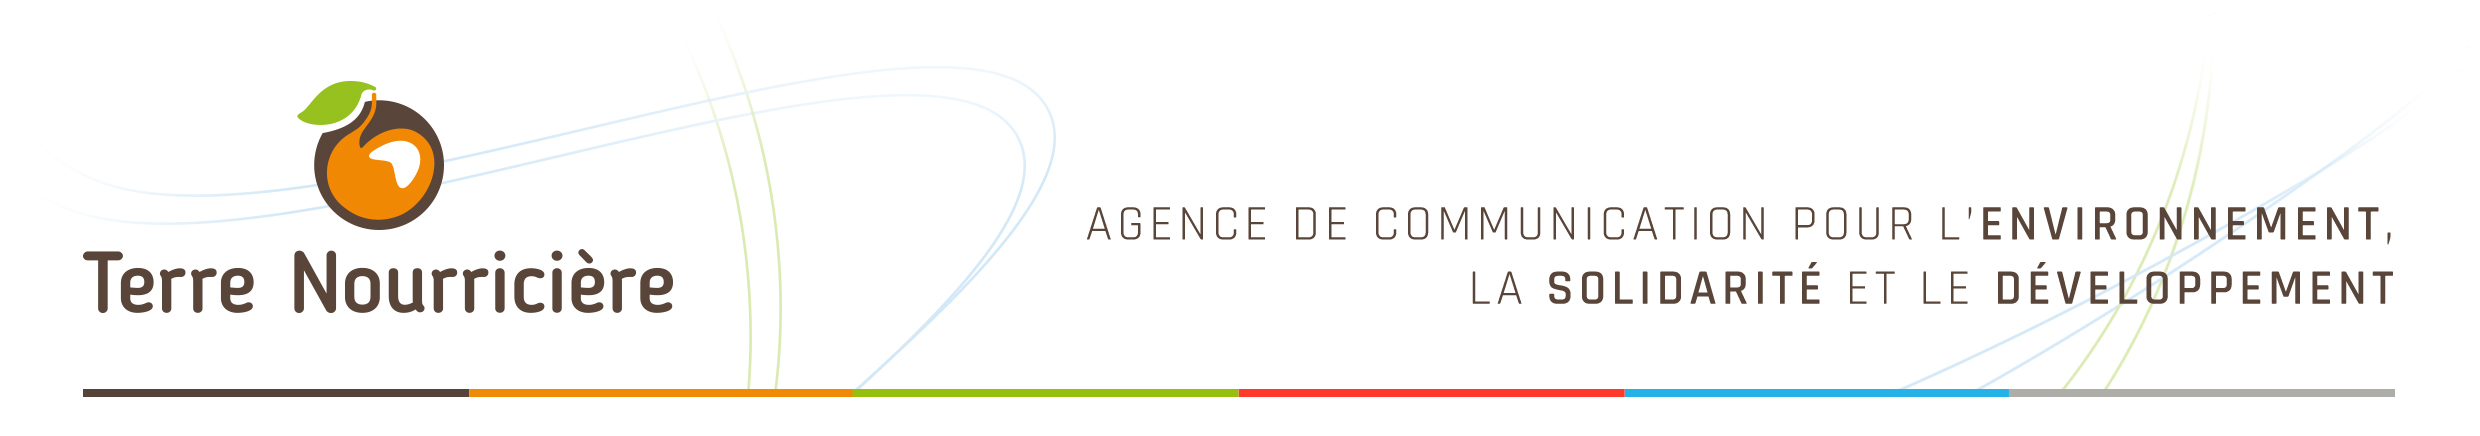 Terre Nourricière
AGENCE DE COMMUNICATION POUR L'ENVIRONNEMENT,
LA SOLIDARITÉ ET LE DÉVELOPPEMENT